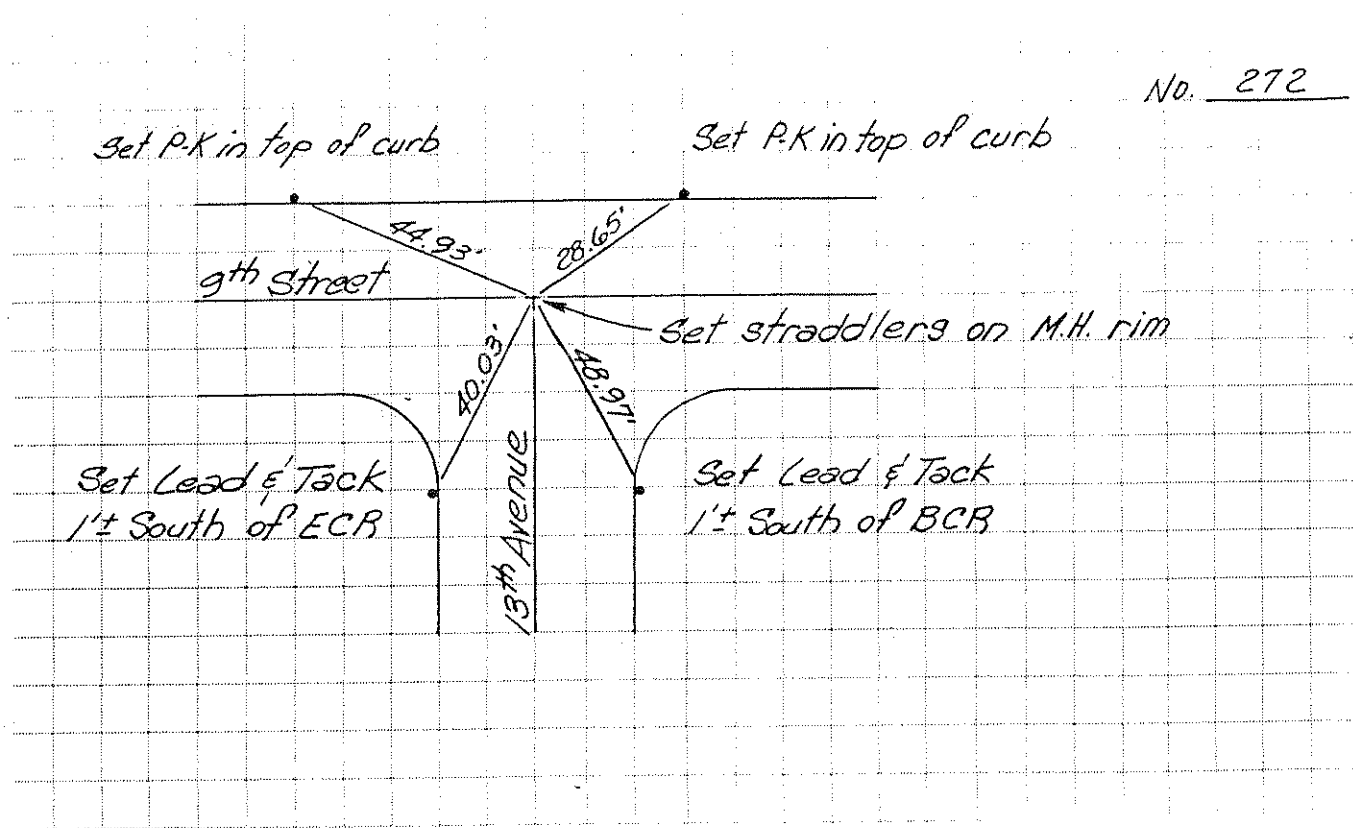 No. 272
Set P-K in top of curb
Set P-K in top of curb
44.93'
28.65'
9th Street
Set straddlers on M.H. rim
40.03'
48.97'
13th Avenue
Set Lead & Tack
1'± South of ECR
Set Lead & Tack
1'± South of BCR